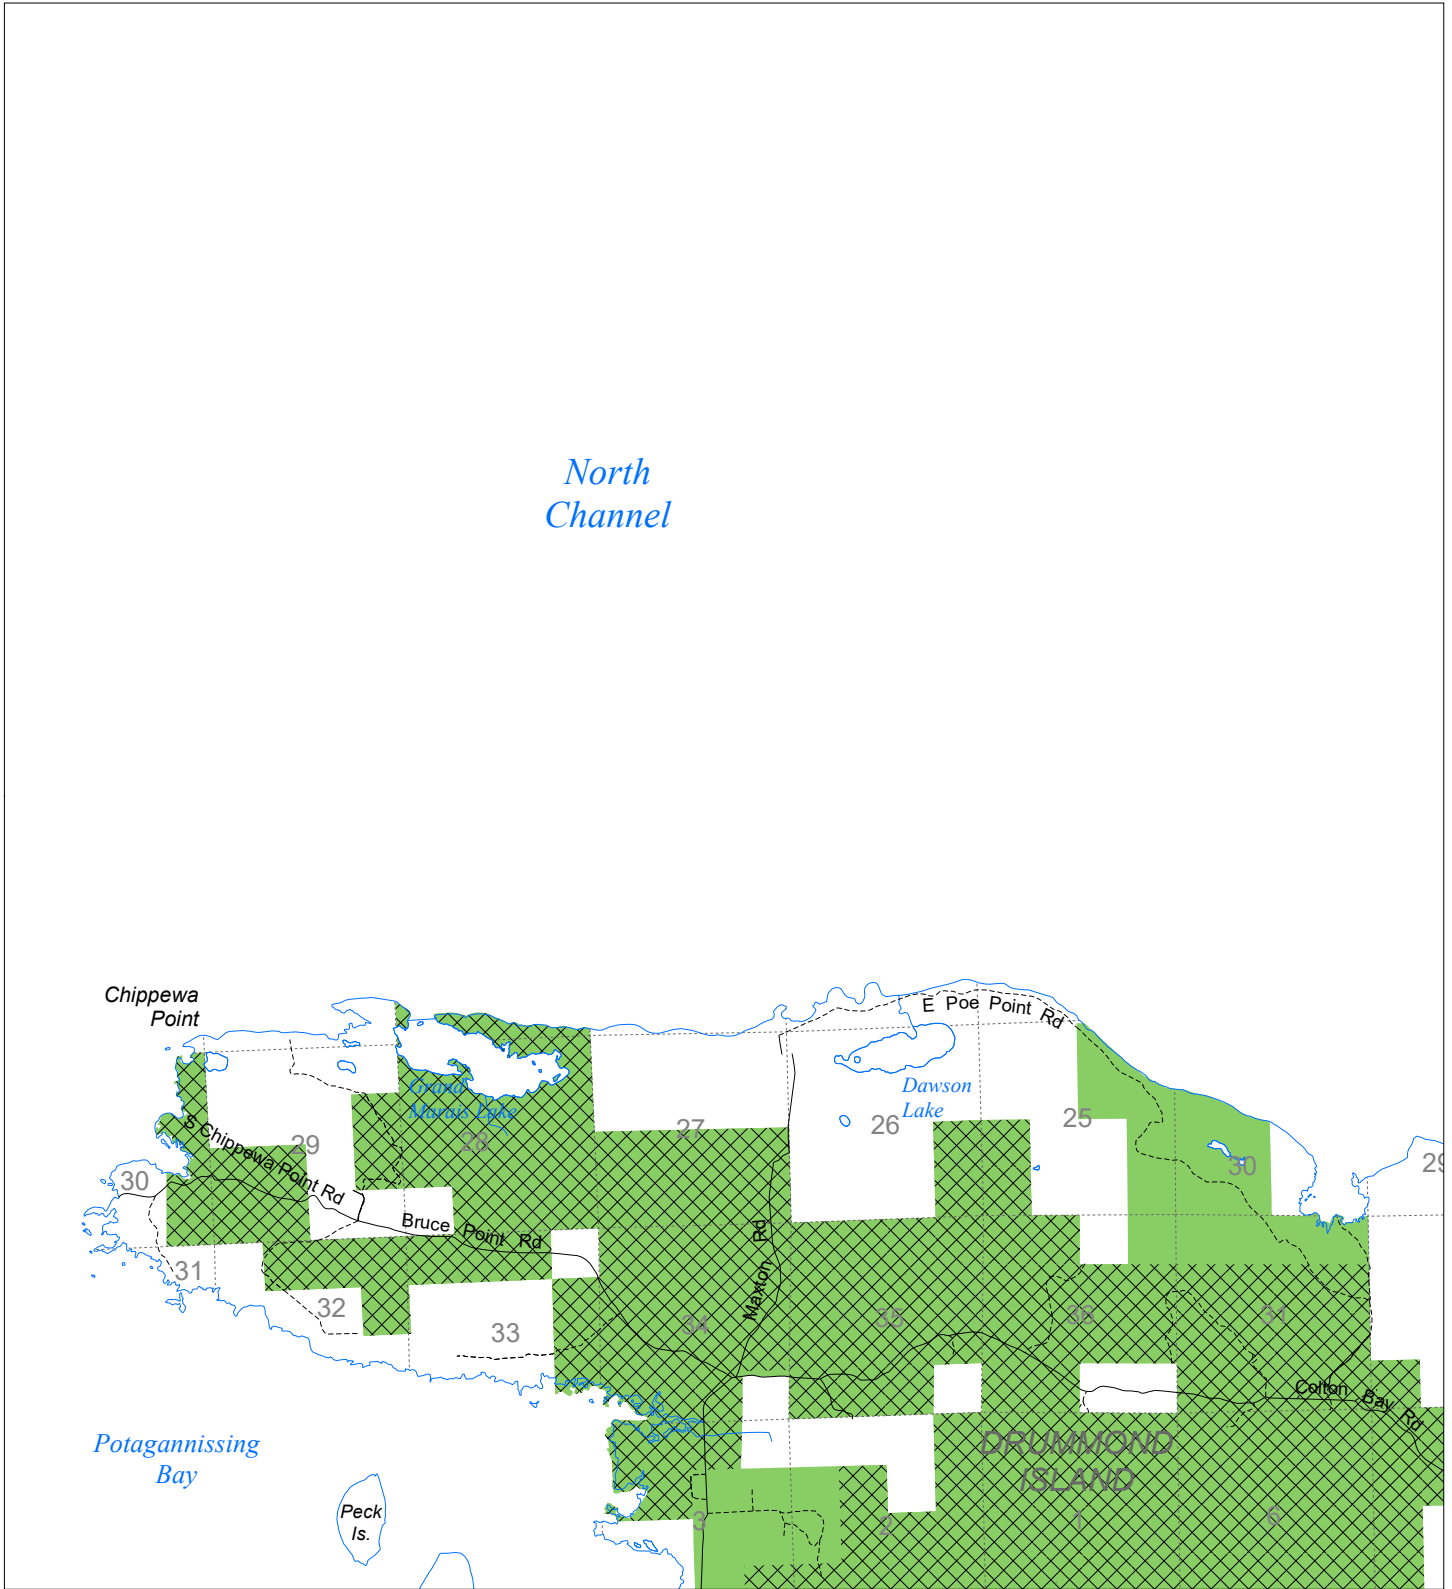 North
Channel
Chippewa
Point
E Poe Point Rd
Grand
Marais Lake
Dawson
Lake
S Chippewa Point Rd
29
28
27
26
25
30
29
30
Bruce Point Rd
Maxton Rd
31
32
33
34
35
36
31
Colton Bay Rd
Potagannissing
Bay
DRUMMOND
ISLAND
Peck
Is.
3
2
1
6